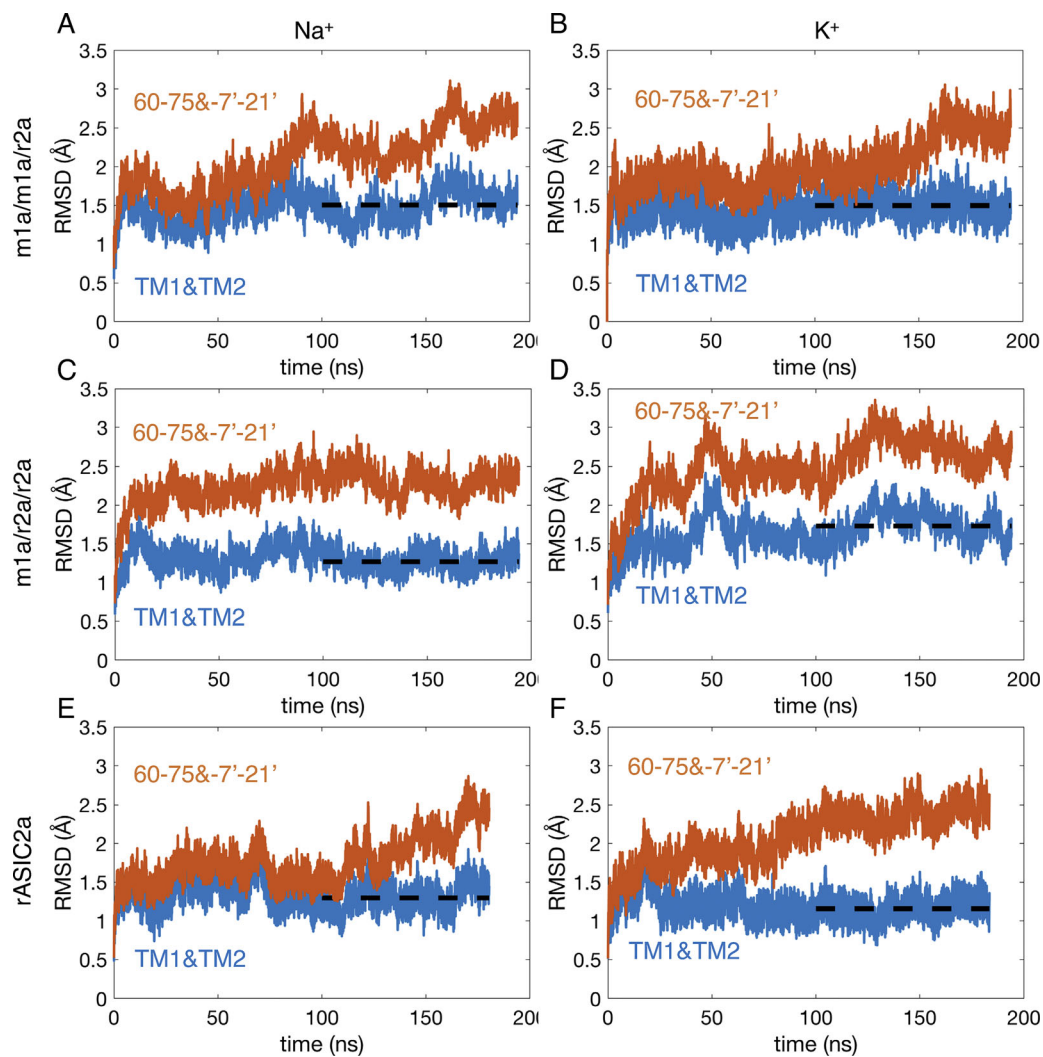 A
Na⁺
B
K⁺
m1a/m1a/r2a
RMSD (Å)
3.5
3
2.5
2
1.5
1
0.5
0
60-75&-7’-21’
TM1&TM2
0
50
100
150
200
time (ns)
RMSD (Å)
3.5
3
2.5
2
1.5
1
0.5
0
60-75&-7’-21’
TM1&TM2
0
50
100
150
200
time (ns)
C
m1a/r2a/r2a
RMSD (Å)
3.5
3
2.5
2
1.5
1
0.5
0
60-75&-7’-21’
TM1&TM2
0
50
100
150
200
time (ns)
D
RMSD (Å)
3.5
3
2.5
2
1.5
1
0.5
0
60-75&-7’-21’
TM1&TM2
0
50
100
150
200
time (ns)
E
rASIC2a
RMSD (Å)
3.5
3
2.5
2
1.5
1
0.5
0
60-75&-7’-21’
TM1&TM2
0
50
100
150
200
time (ns)
F
RMSD (Å)
3.5
3
2.5
2
1.5
1
0.5
0
60-75&-7’-21’
TM1&TM2
0
50
100
150
200
time (ns)